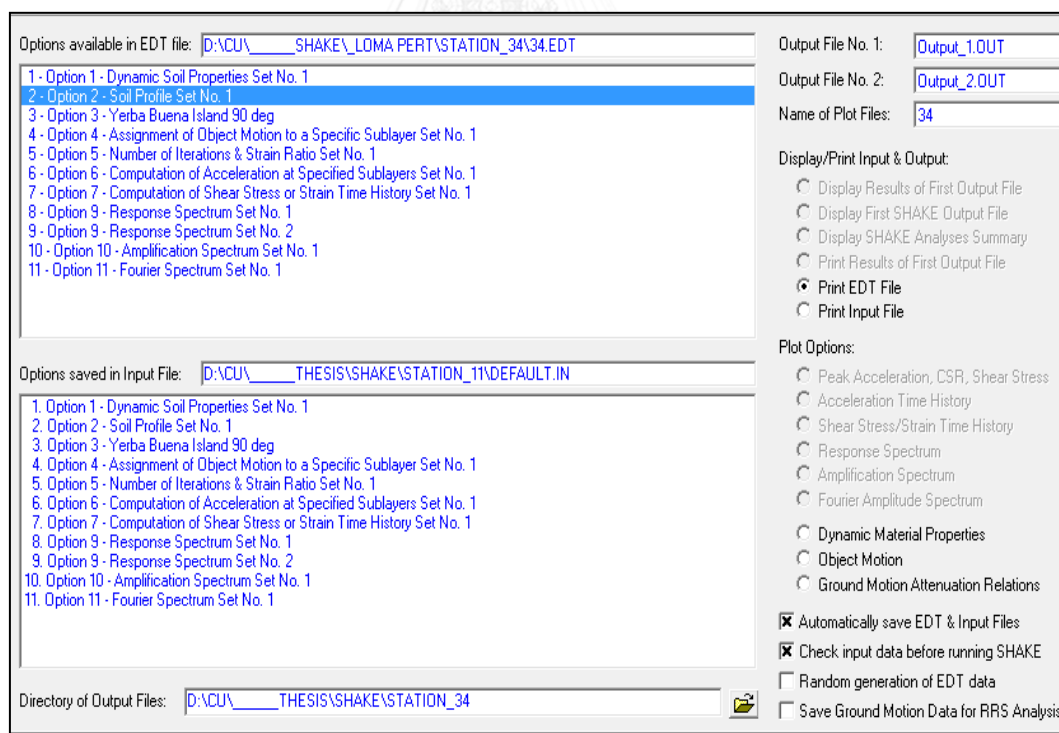 Options available in EDT file: D:\CU\______SHAKE\_LOMA PERT\STATION_34\34.EDT
1 - Option 1 - Dynamic Soil Properties Set No. 1
2 - Option 2 - Soil Profile Set No. 1
3 - Option 3 - Yerba Buena Island 90 deg
4 - Option 4 - Assignment of Object Motion to a Specific Sublayer Set No. 1
5 - Option 5 - Number of Iterations & Strain Ratio Set No. 1
6 - Option 6 - Computation of Acceleration at Specified Sublayers Set No. 1
7 - Option 7 - Computation of Shear Stress or Strain Time History Set No. 1
8 - Option 9 - Response Spectrum Set No. 1
9 - Option 9 - Response Spectrum Set No. 2
10 - Option 10 - Amplification Spectrum Set No. 1
11 - Option 11 - Fourier Spectrum Set No. 1
Options saved in Input File: D:\CU\______THESIS\SHAKE\STATION_11\DEFAULT.IN
1. Option 1 - Dynamic Soil Properties Set No. 1
2. Option 2 - Soil Profile Set No. 1
3. Option 3 - Yerba Buena Island 90 deg
4. Option 4 - Assignment of Object Motion to a Specific Sublayer Set No. 1
5. Option 5 - Number of Iterations & Strain Ratio Set No. 1
6. Option 6 - Computation of Acceleration at Specified Sublayers Set No. 1
7. Option 7 - Computation of Shear Stress or Strain Time History Set No. 1
8. Option 9 - Response Spectrum Set No. 1
9. Option 9 - Response Spectrum Set No. 2
10. Option 10 - Amplification Spectrum Set No. 1
11. Option 11 - Fourier Spectrum Set No. 1
Directory of Output Files: D:\CU\______THESIS\SHAKE\STATION_34
Output File No. 1: Output_1.OUT
Output File No. 2: Output_2.OUT
Name of Plot Files: 34
Display/Print Input & Output:
Display Results of First Output File
Display First SHAKE Output File
Display SHAKE Analyses Summary
Print Results of First Output File
Print EDT File
Print Input File
Plot Options:
Peak Acceleration, CSR, Shear Stress
Acceleration Time History
Shear Stress/Strain Time History
Response Spectrum
Amplification Spectrum
Fourier Amplitude Spectrum
Dynamic Material Properties
Object Motion
Ground Motion Attenuation Relations
Automatically save EDT & Input Files
Check input data before running SHAKE
Random generation of EDT data
Save Ground Motion Data for RRS Analysis